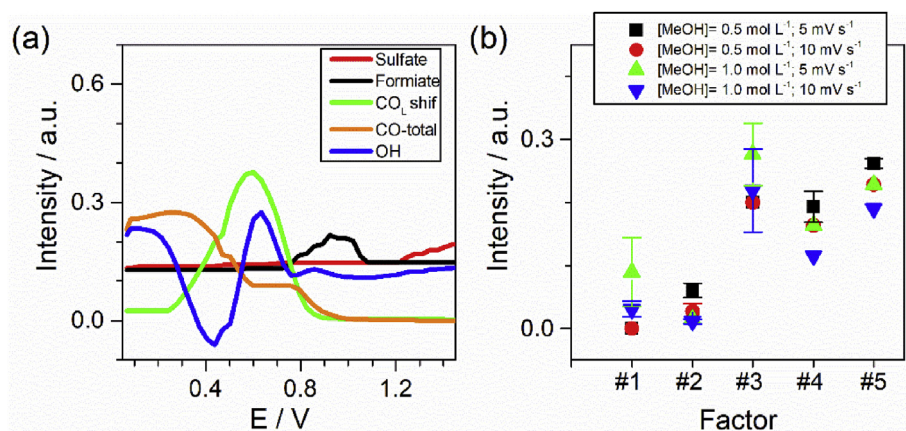 (a)
Intensity / a.u.
0.6
0.3
0.0
Sulfate
Formiate
CO_L shif
CO-total
OH
0.4 0.8 1.2
E / V
(b)
[MeOH]= 0.5 mol L⁻¹; 5 mV s⁻¹
[MeOH]= 0.5 mol L⁻¹; 10 mV s⁻¹
[MeOH]= 1.0 mol L⁻¹; 5 mV s⁻¹
[MeOH]= 1.0 mol L⁻¹; 10 mV s⁻¹
Intensity / a.u.
0.3
0.0
#1 #2 #3 #4 #5
Factor